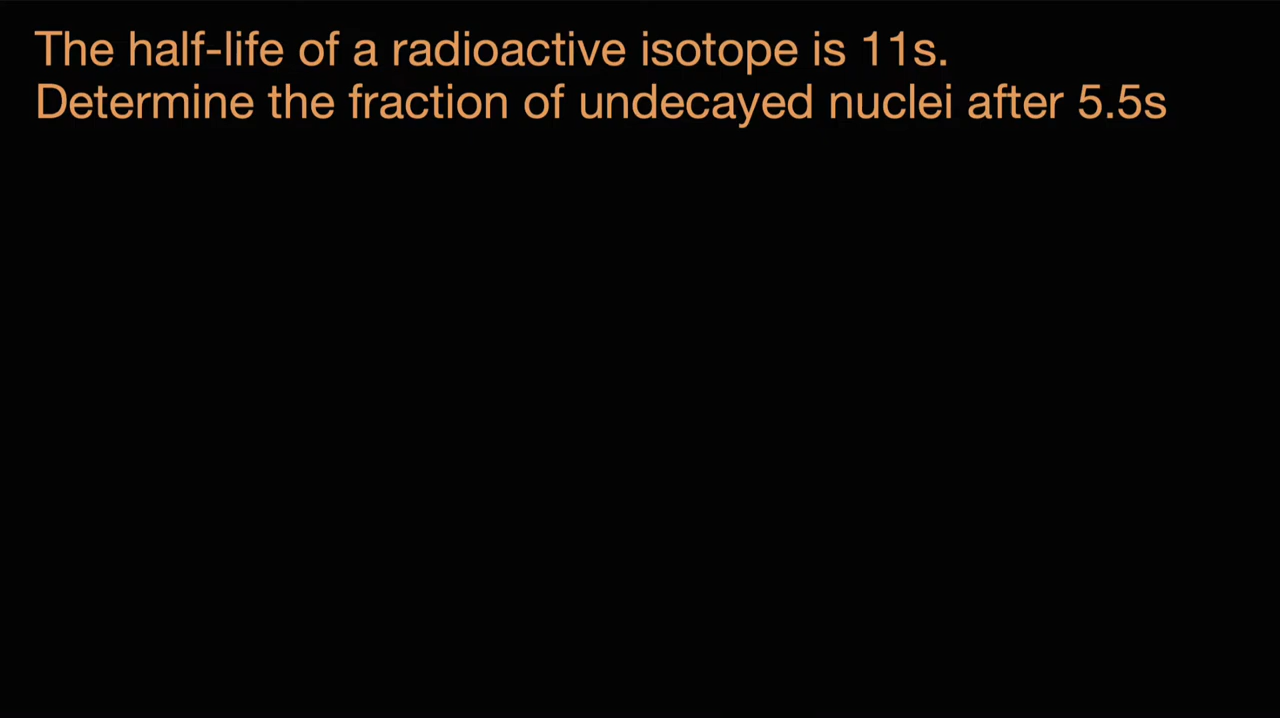 The half-life of a radioactive isotope is 11s.
Determine the fraction of undecayed nuclei after 5.5s